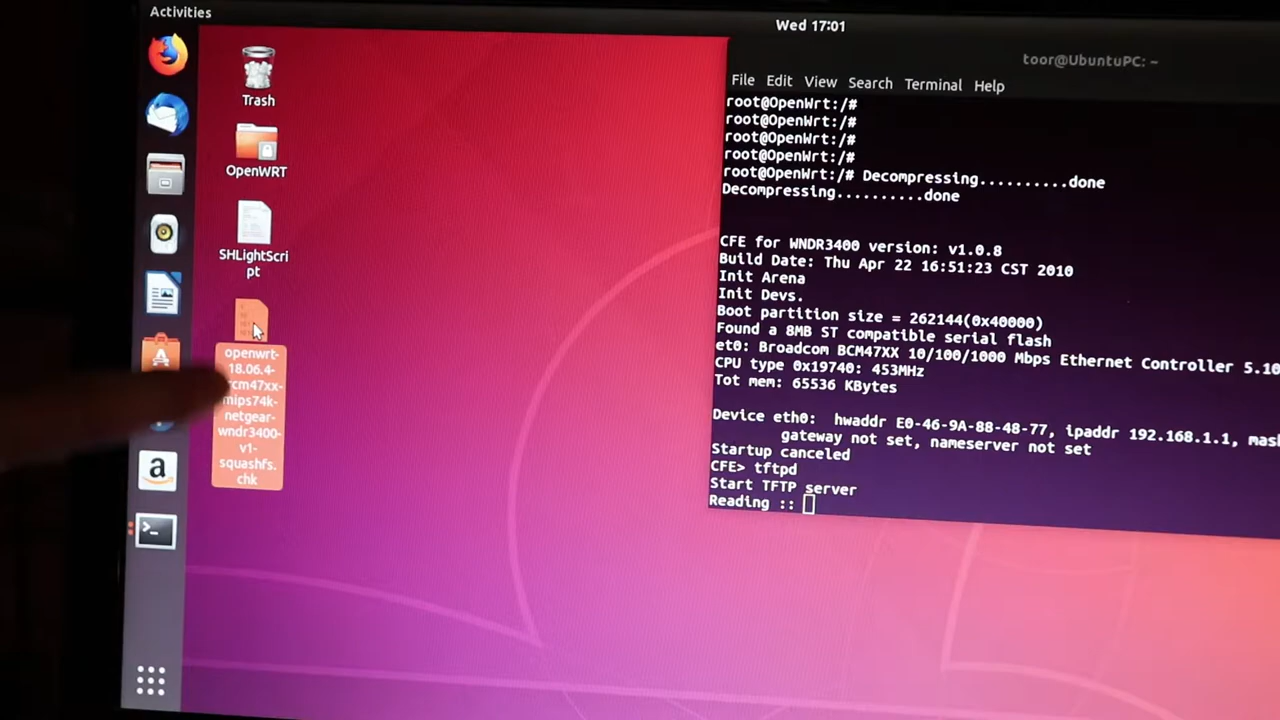 Activities
Wed 17:01
Trash
OpenWRT
SHLightScri
pt
openwrt-
18.06.4-
rcm47xx-
mips74k-
netgear-
wndr3400-
v1-
squashfs.
chk
toor@UbuntuPC: ~
File Edit View Search Terminal Help
root@OpenWrt:/#
root@OpenWrt:/#
root@OpenWrt:/#
root@OpenWrt:/#
root@OpenWrt:/# Decompressing..........done
Decompressing..........done
CFE for WNDR3400 version: v1.0.8
Build Date: Thu Apr 22 16:51:23 CST 2010
Init Arena
Init Devs.
Boot partition size = 262144(0x40000)
Found a 8MB ST compatible serial flash
et0: Broadcom BCM47XX 10/100/1000 Mbps Ethernet Controller 5.10
CPU type 0x19740: 453MHz
Tot mem: 65536 KBytes
Device eth0: hwaddr E0-46-9A-88-48-77, ipaddr 192.168.1.1, mas
gateway not set, nameserver not set
Startup canceled
CFE> tftpd
Start TFTP server
Reading ::